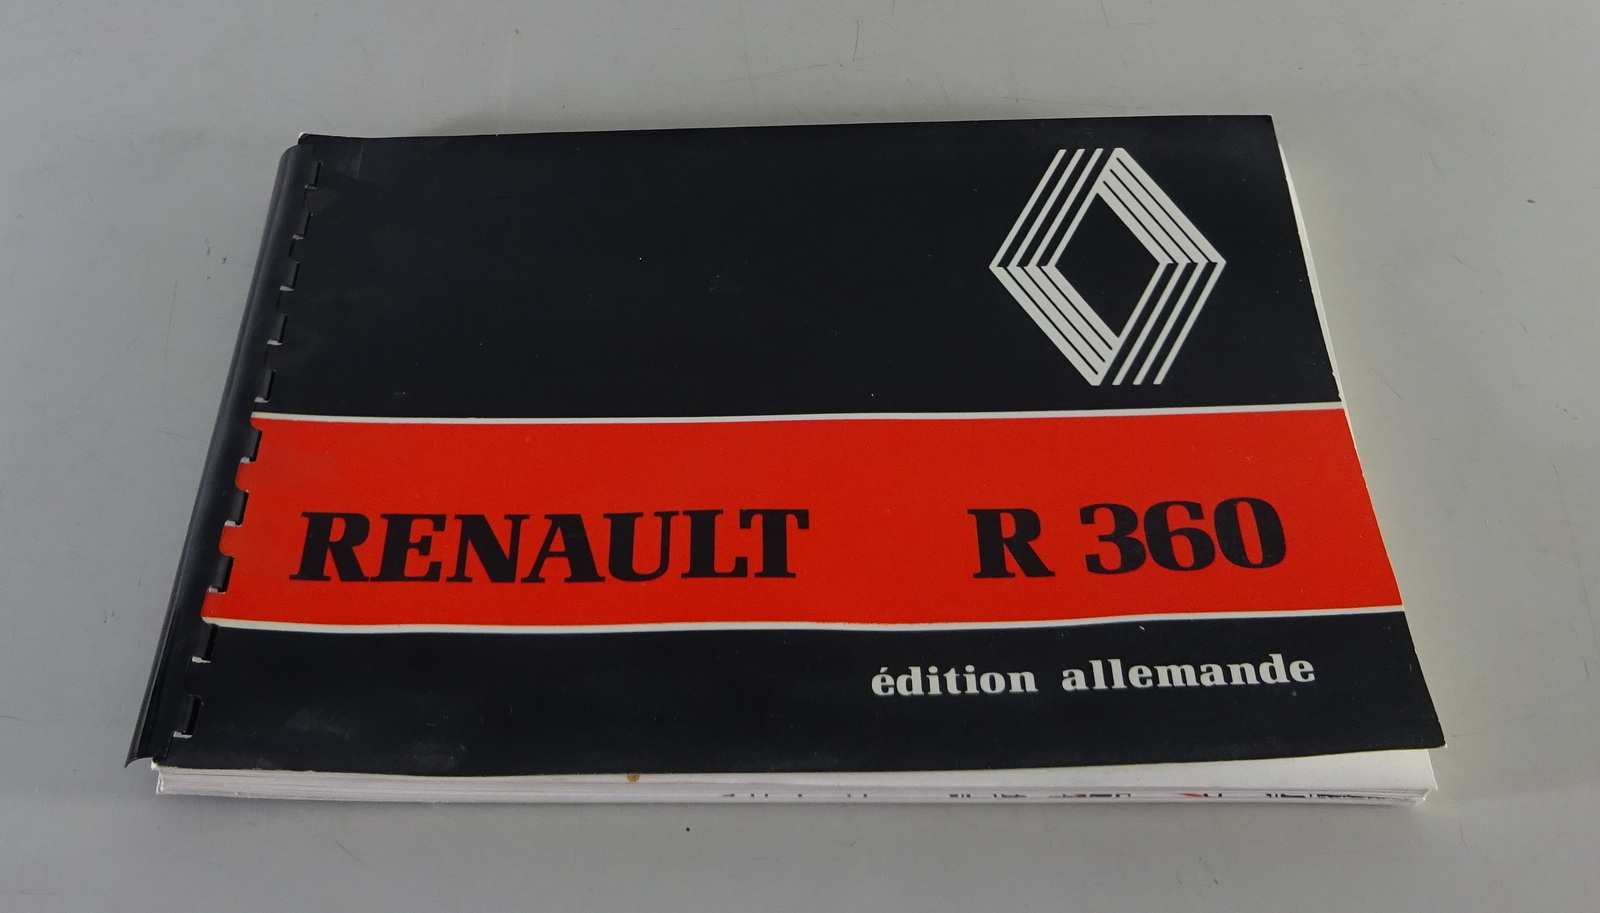 RENAULT R 360
édition allemande